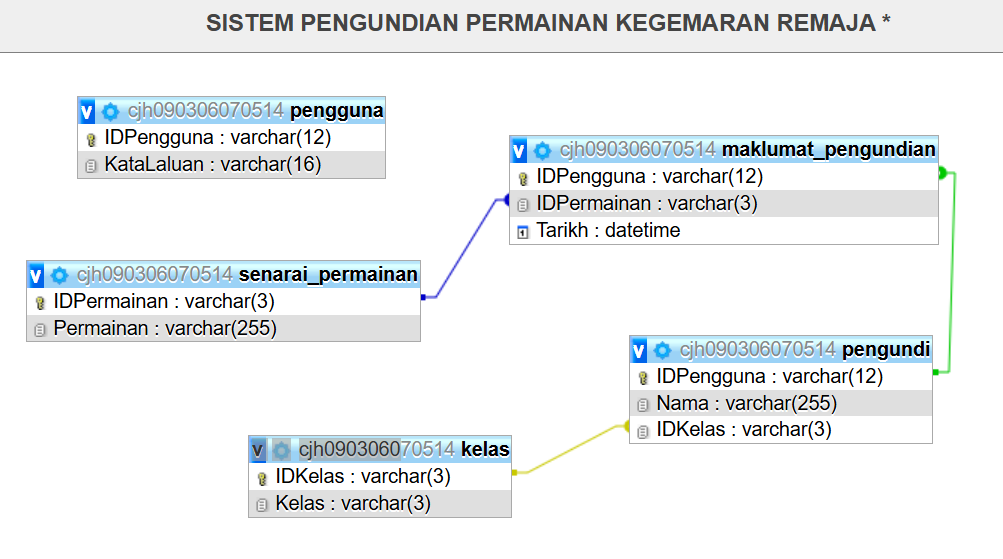 SISTEM PENGUNDIAN PERMAINAN KEGEMARAN REMAJA *
v cjh090306070514 pengguna
IDPengguna : varchar(12)
KataLaluan : varchar(16)
v cjh090306070514 maklumat_pengundian
IDPengguna : varchar(12)
IDPermainan : varchar(3)
Tarikh : datetime
v cjh090306070514 senarai_permainan
IDPermainan : varchar(3)
Permainan : varchar(255)
v cjh090306070514 pengundi
IDPengguna : varchar(12)
Nama : varchar(255)
IDKelas : varchar(3)
v cjh090306070514 kelas
IDKelas : varchar(3)
Kelas : varchar(3)